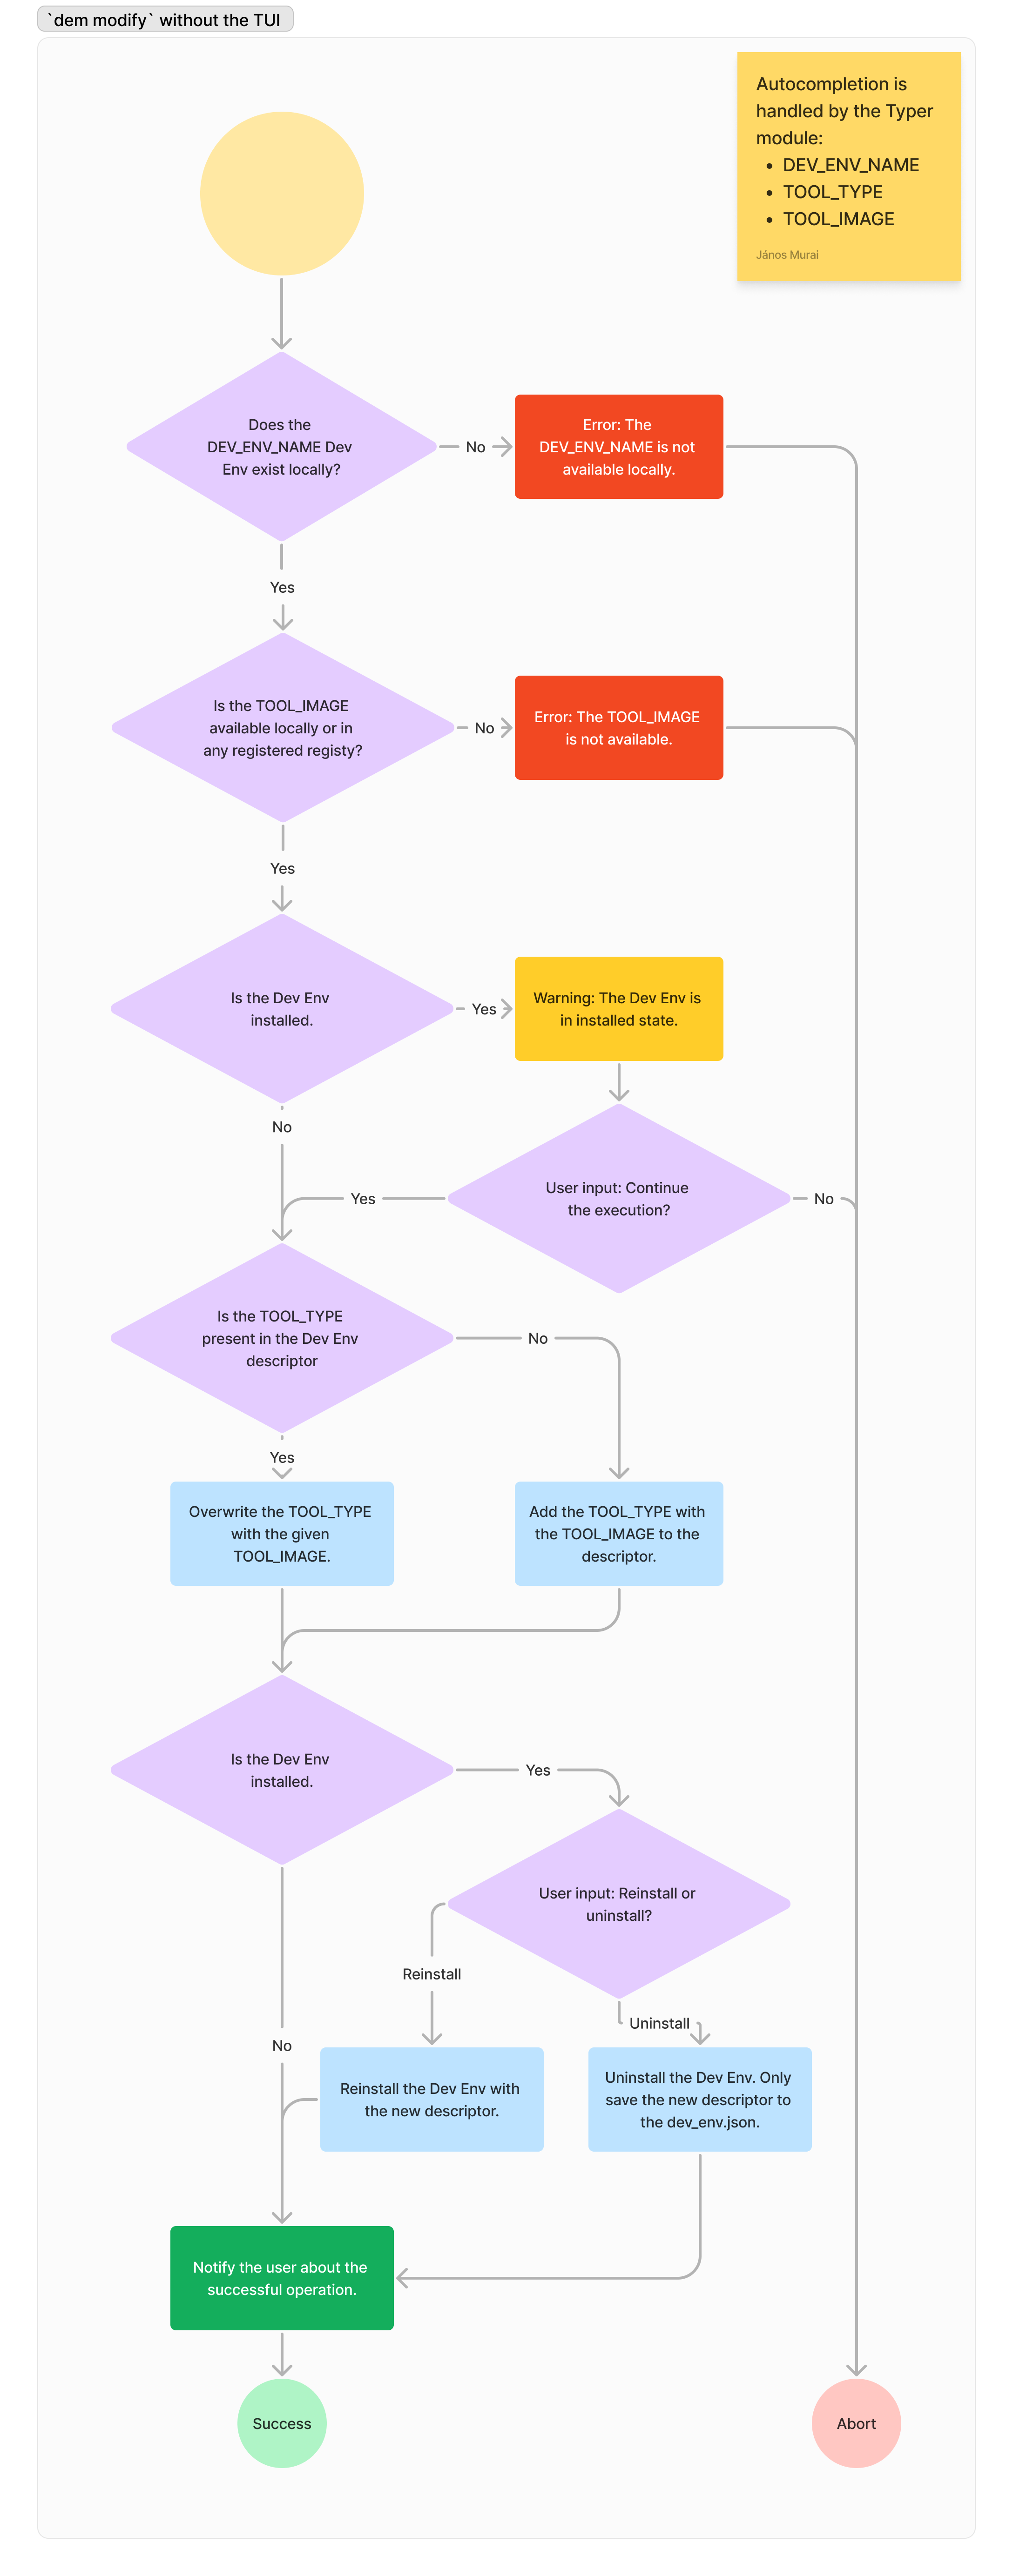 `dem modify` without the TUI
Autocompletion is
handled by the Typer
module:
• DEV_ENV_NAME
• TOOL_TYPE
• TOOL_IMAGE
János Murai
Does the
DEV_ENV_NAME Dev
Env exist locally?
No
Error: The
DEV_ENV_NAME is not
available locally.
Yes
Is the TOOL_IMAGE
available locally or in
any registered registy?
No
Error: The TOOL_IMAGE
is not available.
Yes
Is the Dev Env
installed.
Yes
Warning: The Dev Env is
in installed state.
No
User input: Continue
the execution?
Yes
No
Is the TOOL_TYPE
present in the Dev Env
descriptor
No
Yes
Overwrite the TOOL_TYPE
with the given
TOOL_IMAGE.
Add the TOOL_TYPE with
the TOOL_IMAGE to the
descriptor.
Is the Dev Env
installed.
Yes
User input: Reinstall or
uninstall?
Reinstall
Uninstall
No
Reinstall the Dev Env with
the new descriptor.
Uninstall the Dev Env. Only
save the new descriptor to
the dev_env.json.
Notify the user about the
successful operation.
Success
Abort